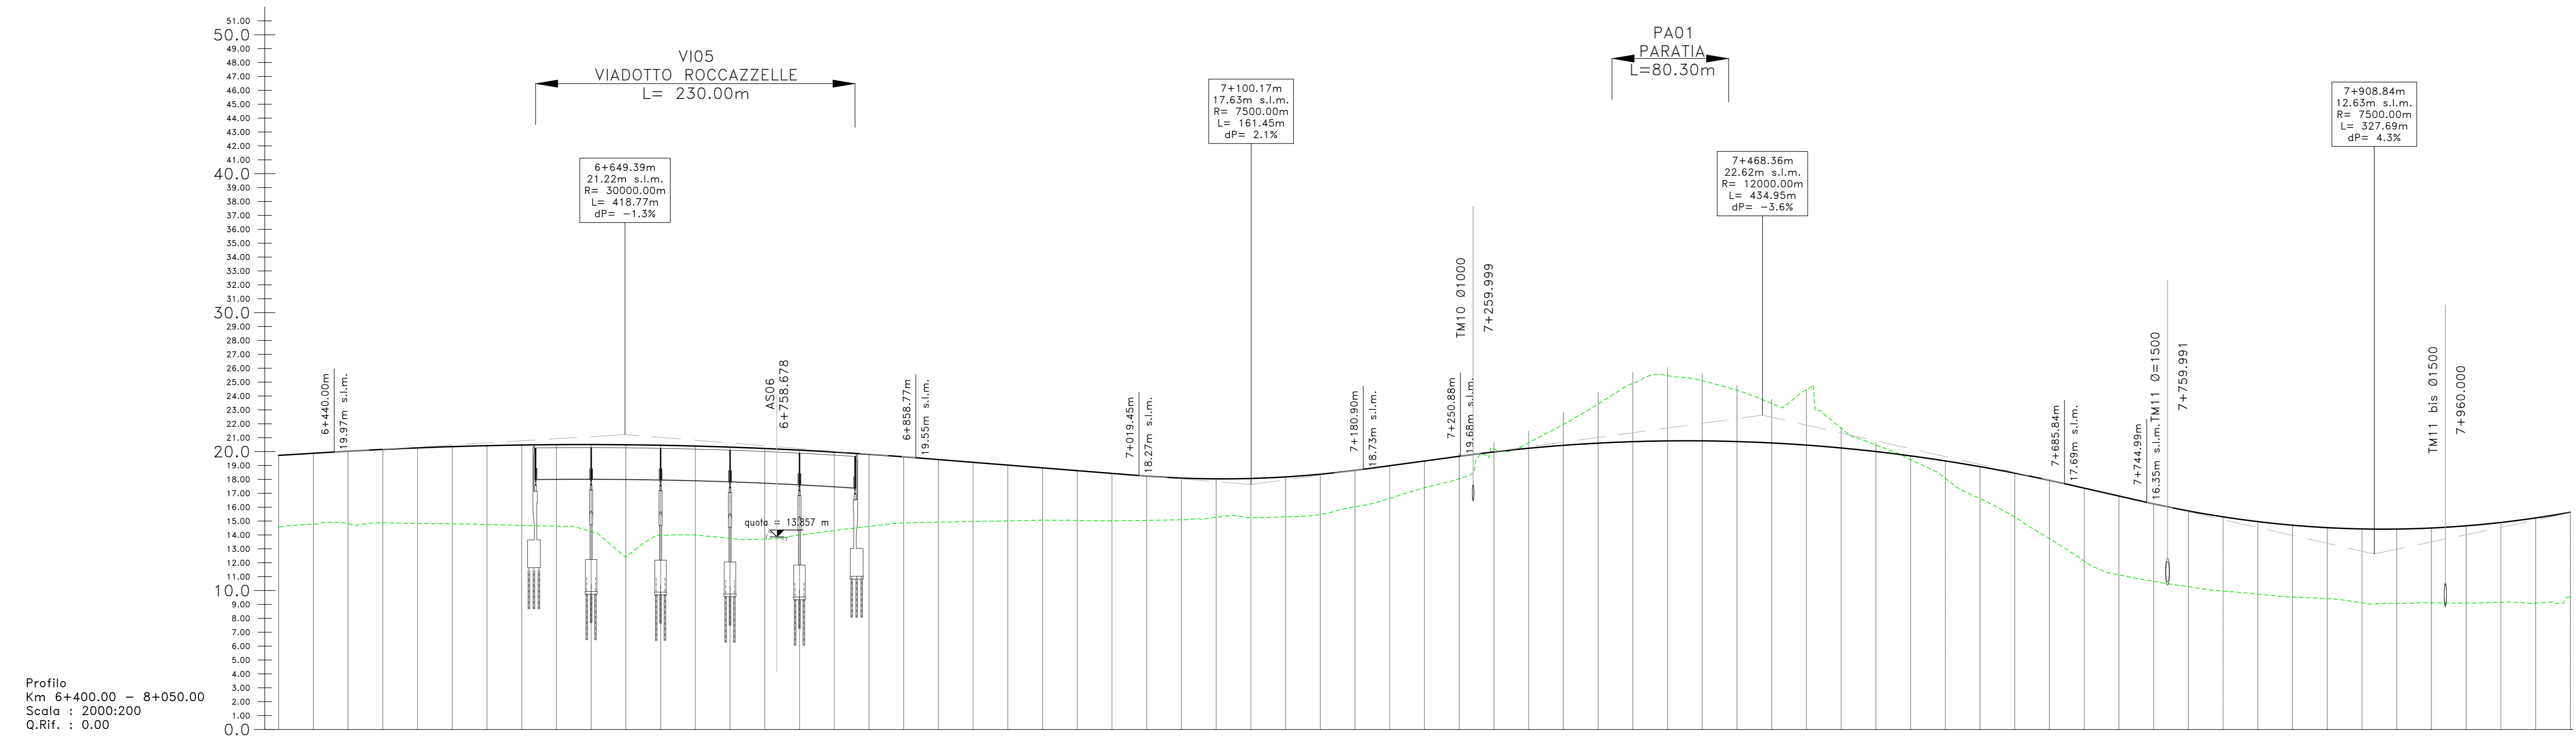 51.00
50.0
49.00
48.00
47.00
46.00
45.00
44.00
43.00
42.00
41.00
40.0
39.00
38.00
37.00
36.00
35.00
34.00
33.00
32.00
31.00
30.0
29.00
28.00
27.00
26.00
25.00
24.00
23.00
22.00
21.00
20.0
19.00
18.00
17.00
16.00
15.00
14.00
13.00
12.00
11.00
10.0
9.00
8.00
7.00
6.00
5.00
4.00
3.00
2.00
1.00
0.0
Profilo
Km 6+400.00 - 8+050.00
Scala : 2000:200
Q.Rif. : 0.00
6+440.00m
19.97m s.l.m.
VI05
VIADOTTO ROCCAZZELLE
L= 230.00m
6+649.39m
21.22m s.l.m.
R= 30000.00m
L= 418.77m
dP= -1.3%
AS06
6+758.678
quota = 13.857 m
6+858.77m
19.55m s.l.m.
7+019.45m
18.27m s.l.m.
7+100.17m
17.63m s.l.m.
R= 7500.00m
L= 161.45m
dP= 2.1%
7+180.90m
18.73m s.l.m.
7+250.88m
19.68m s.l.m.
TM10 Ø1000
7+259.999
PA01
PARATIA
L=80.30m
7+468.36m
22.62m s.l.m.
R= 12000.00m
L= 434.95m
dP= -3.6%
7+685.84m
17.69m s.l.m.
7+744.99m
16.35m s.l.m.
TM11 Ø=1500
7+759.991
7+908.84m
12.63m s.l.m.
R= 7500.00m
L= 327.69m
dP= 4.3%
TM11 bis Ø1500
7+960.000